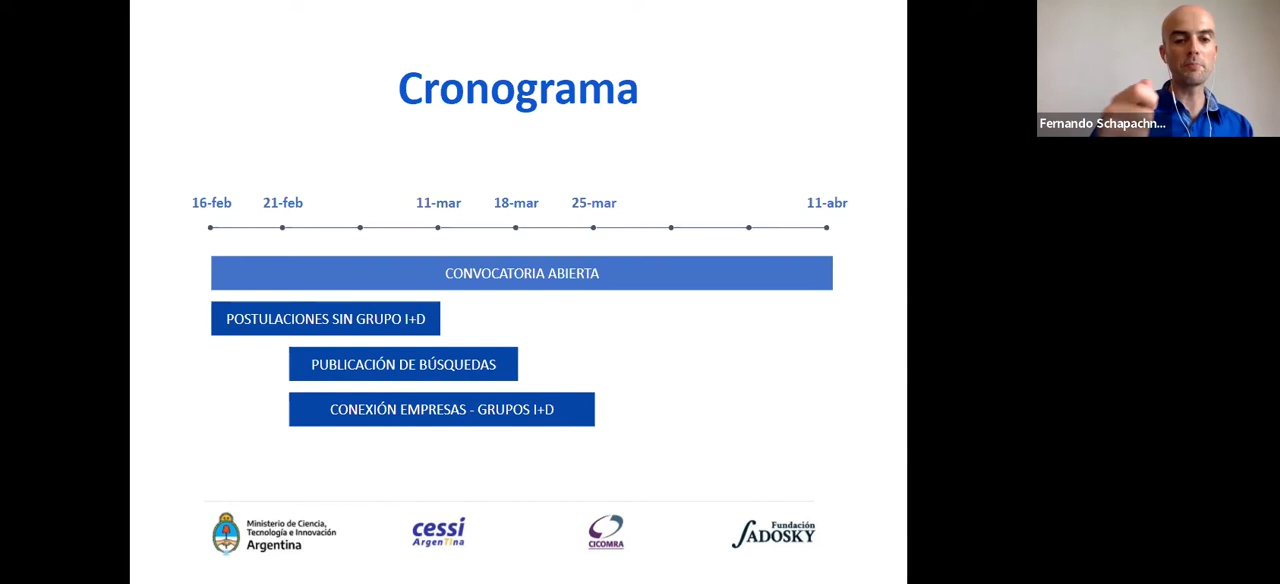 Cronograma
Fernando Schapachn...
16-feb 21-feb 11-mar 18-mar 25-mar 11-abr
CONVOCATORIA ABIERTA
POSTULACIONES SIN GRUPO I+D
PUBLICACIÓN DE BÚSQUEDAS
CONEXIÓN EMPRESAS - GRUPOS I+D
Ministerio de Ciencia,
Tecnología e Innovación
Argentina
cessi
ArgenTIna
CICOMRA
Fundación
SADOSKY